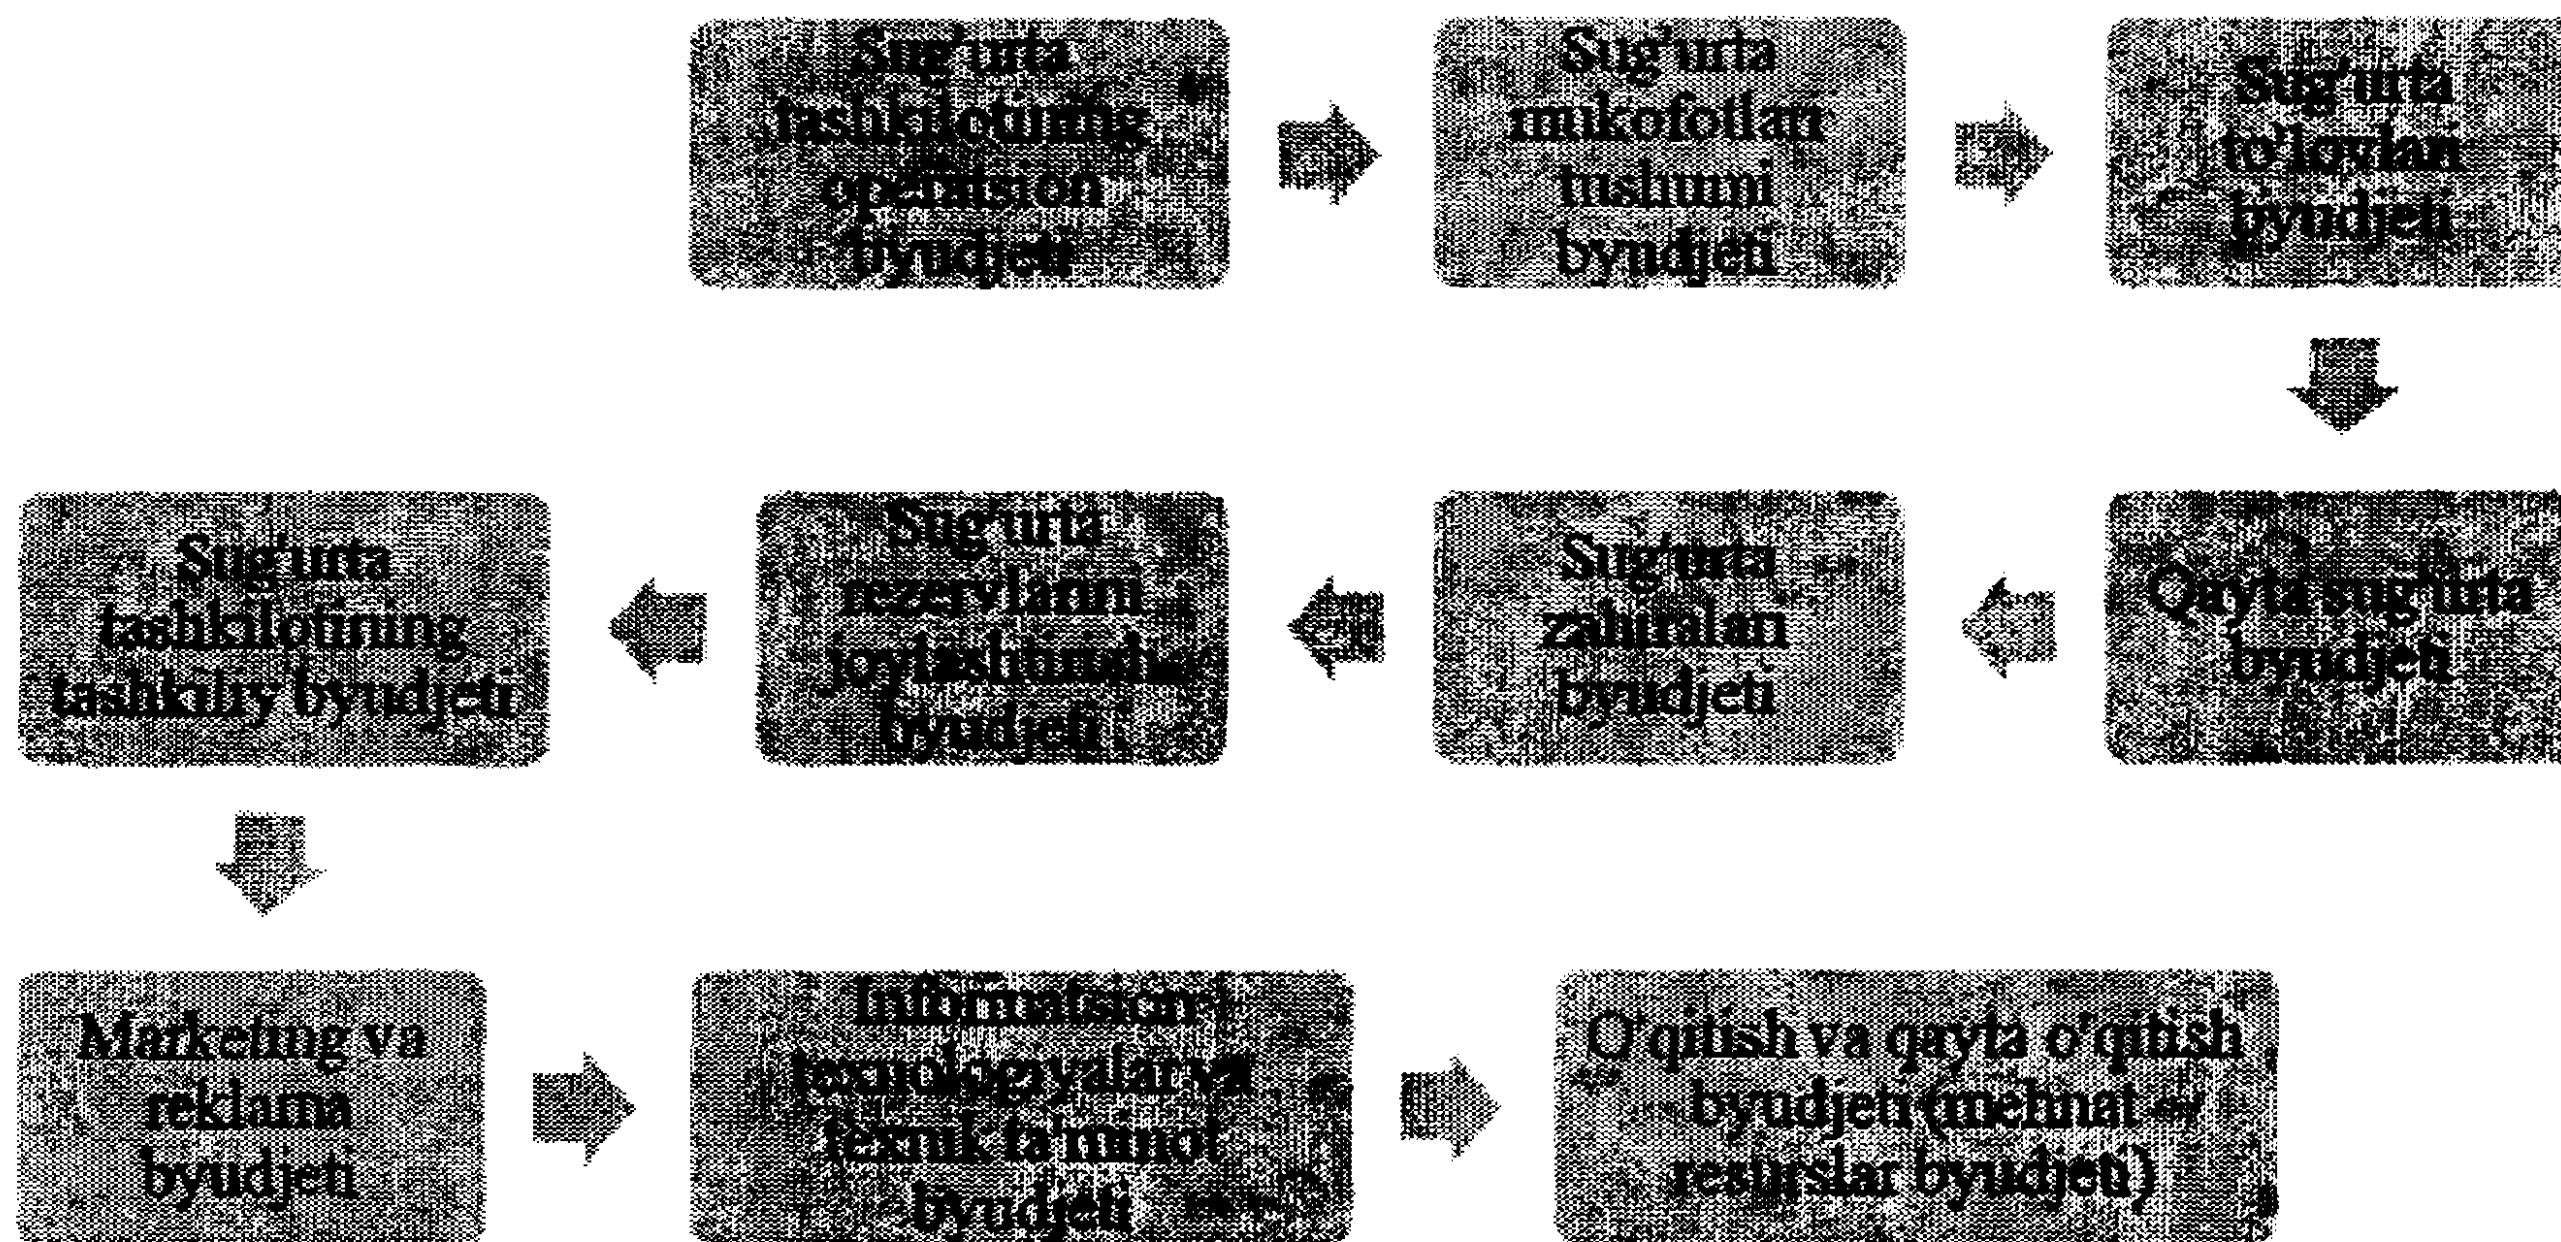 Sug'urta
tashkilotining
operatsion
byudjeti
Sug'urta
mukofotlari
tushumi
byudjeti
Sug'urta
to'lovlari
byudjeti
Qayta sug'urta
byudjeti
Sug'urta
zahiralari
byudjeti
Sug'urta
rezervlarini
joylashtirish
byudjeti
Sug'urta
tashkilotining
tashkiliy byudjeti
Marketing va
reklama
byudjeti
Informatsion
texnologiyalar va
texnik ta'minot
byudjeti
O'qitish va qayta o'qitish
byudjeti (mehnat
resurslar byudjeti)